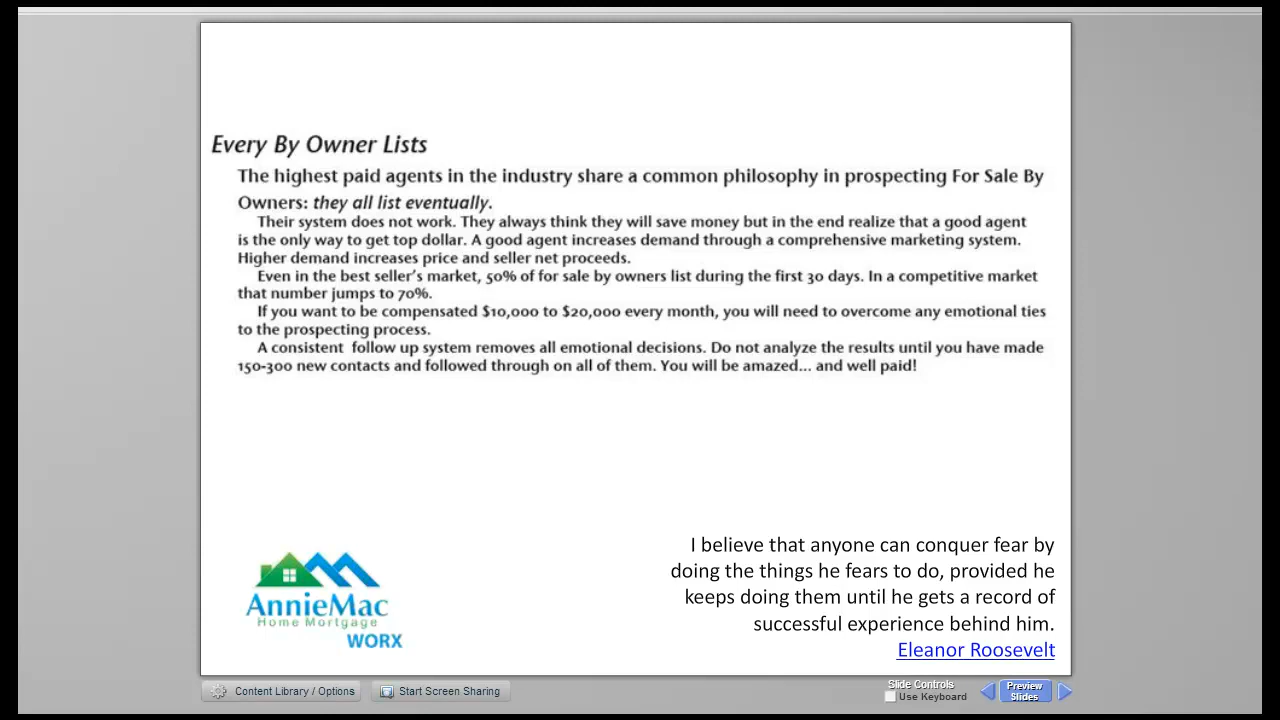 Every By Owner Lists
The highest paid agents in the industry share a common philosophy in prospecting For Sale By
Owners: they all list eventually.
Their system does not work. They always think they will save money but in the end realize that a good agent
is the only way to get top dollar. A good agent increases demand through a comprehensive marketing system.
Higher demand increases price and seller net proceeds.
Even in the best seller's market, 50% of for sale by owners list during the first 30 days. In a competitive market
that number jumps to 70%.
If you want to be compensated $10,000 to $20,000 every month, you will need to overcome any emotional ties
to the prospecting process.
A consistent follow up system removes all emotional decisions. Do not analyze the results until you have made
150-300 new contacts and followed through on all of them. You will be amazed... and well paid!
I believe that anyone can conquer fear by
doing the things he fears to do, provided he
keeps doing them until he gets a record of
successful experience behind him.
Eleanor Roosevelt
AnnieMac
Home Mortgage
WORX
Content Library / Options
Start Screen Sharing
Slide Controls
Use Keyboard
Preview
Slides